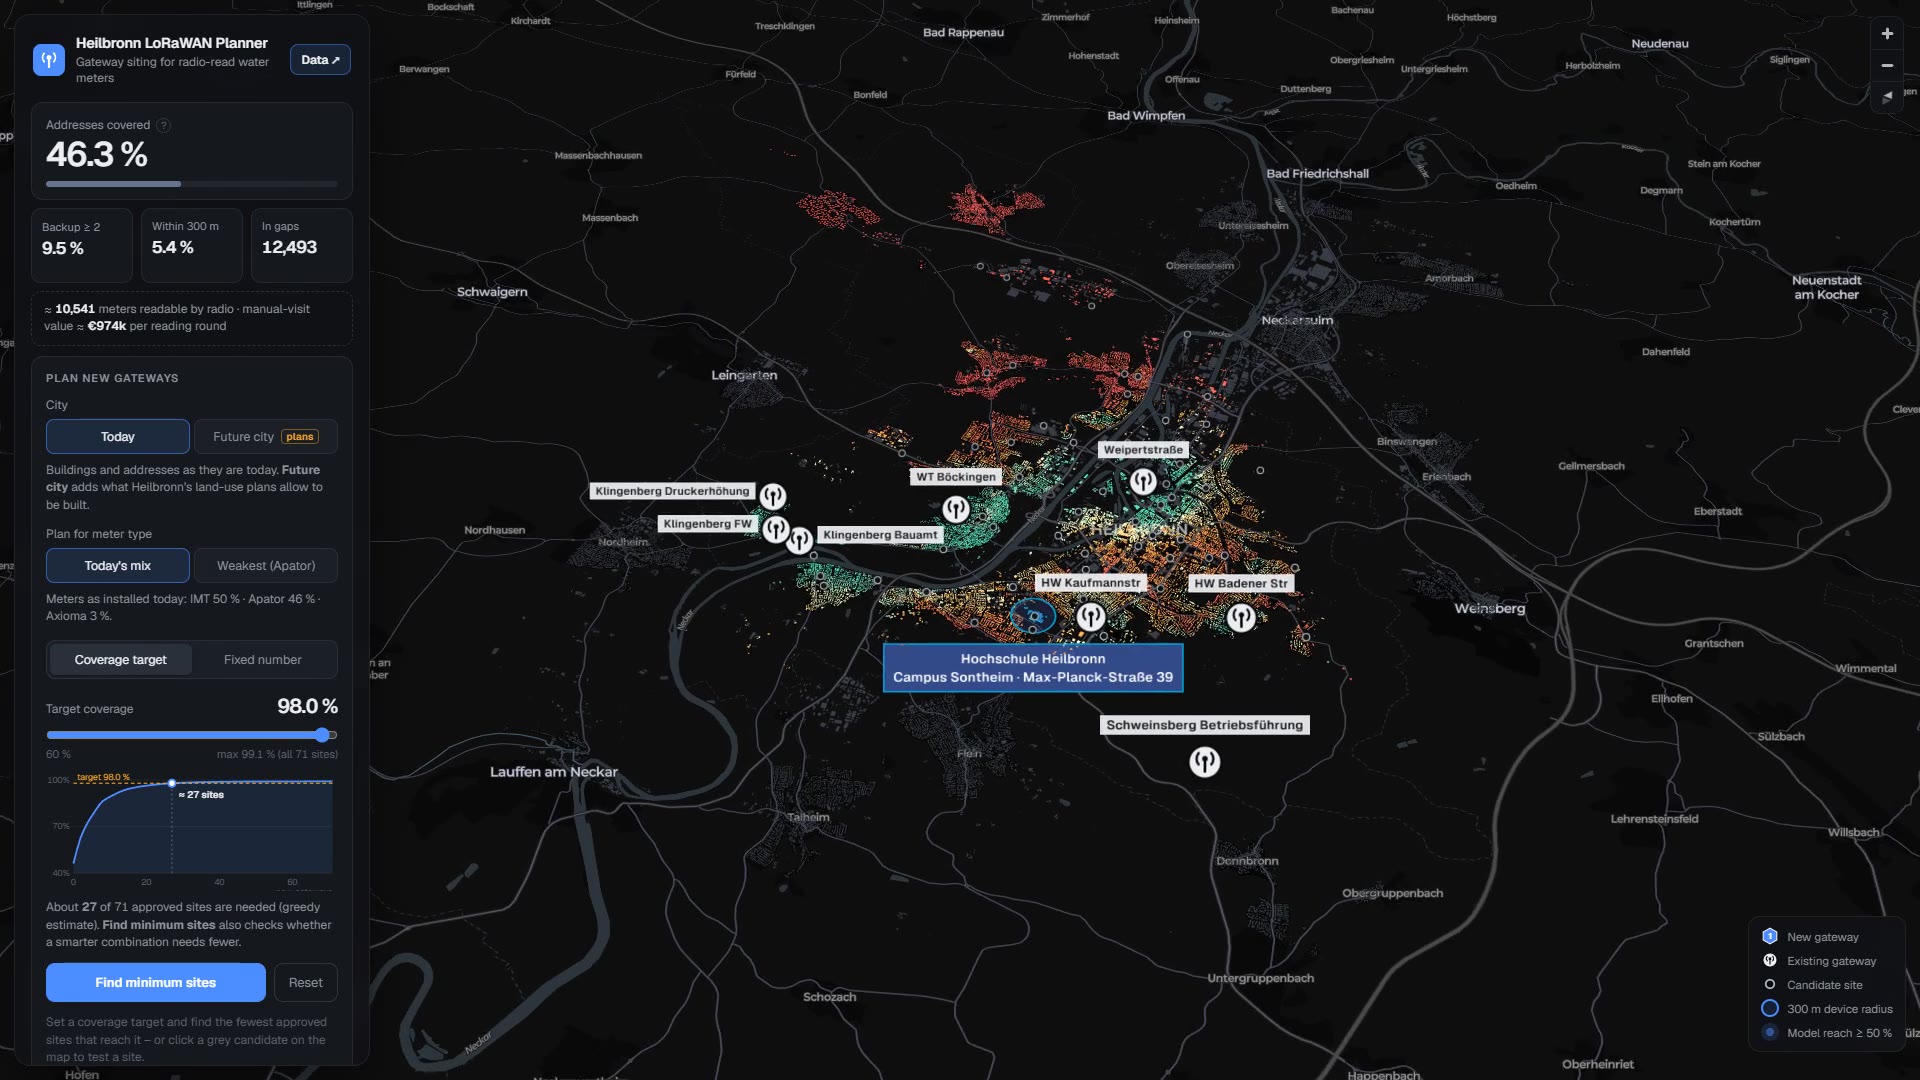 Heilbronn LoRaWAN Planner
Gateway siting for radio-read water
meters
Data ↗
Addresses covered ?
46.3 %
Backup ≥ 2
9.5 %
Within 300 m
5.4 %
In gaps
12,493
≈ 10,541 meters readable by radio · manual-visit
value ≈ €974k per reading round
PLAN NEW GATEWAYS
City
Today
Future city plans
Buildings and addresses as they are today. Future
city adds what Heilbronn's land-use plans allow to
be built.
Plan for meter type
Today's mix
Weakest (Apator)
Meters as installed today: IMT 50 % · Apator 46 % ·
Axioma 3 %.
Coverage target
Fixed number
Target coverage
98.0 %
60 %
max 99.1 % (all 71 sites)
100%
target 98.0 %
≈ 27 sites
70%
40%
0
20
40
60
About 27 of 71 approved sites are needed (greedy
estimate). Find minimum sites also checks whether
a smarter combination needs fewer.
Find minimum sites
Reset
Set a coverage target and find the fewest approved
sites that reach it – or click a grey candidate on the
map to test a site.
Ittlingen
Bockschaft
Kirchardt
Treschklingen
Zimmerhof
Heinsheim
Bachenau
Höchstberg
Bad Rappenau
Neudenau
Hohenstadt
Obergriesheim
Untergriesheim
Herbolzheim
Siglingen
Berwangen
Fürfeld
Offenau
Duttenberg
Bonfeld
Bad Wimpfen
Jagst
Kocher
Massenbachhausen
Stein am Kocher
Bad Friedrichshall
Oedheim
Degmarn
Massenbach
Untereisesheim
Kochertürn
Obereisesheim
Amorbach
Schwaigern
Neuenstadt
am Kocher
Neckarsulm
Neckar
Dahenfeld
Leingarten
Binswangen
Erlenbach
Gellmersbach
Eberstadt
Weipertstraße
WT Böckingen
Klingenberg Druckerhöhung
Klingenberg FW
Klingenberg Bauamt
Nordhausen
Nordheim
HEILBRONN
HW Kaufmannstr
HW Badener Str
Weinsberg
Neckar
Grantschen
Wimmental
Hochschule Heilbronn
Campus Sontheim · Max-Planck-Straße 39
Ellhofen
Schweinsberg Betriebsführung
Sülzbach
Flein
Lauffen am Neckar
Talheim
Lehrensteinsfeld
Willsbach
Donnbronn
Obergruppenbach
Untergruppenbach
Schozach
Neckar
Hofen
Happenbach
Oberheinriet
+
−
New gateway
Existing gateway
Candidate site
300 m device radius
Model reach ≥ 50 %